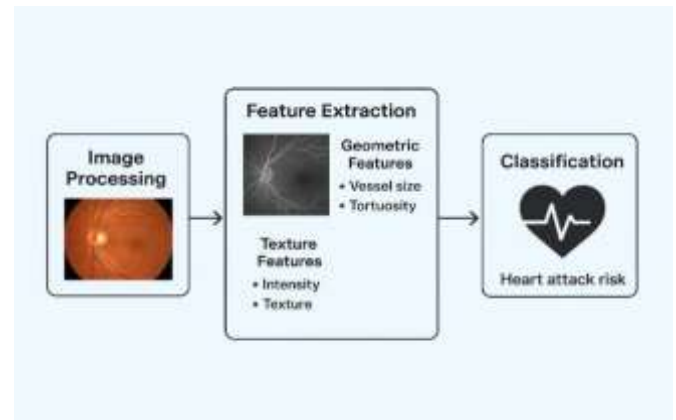 Image
Processing
Feature Extraction
Geometric
Features
• Vessel size
• Tortuosity
Texture
Features
• Intensity
• Texture
Classification
Heart attack risk